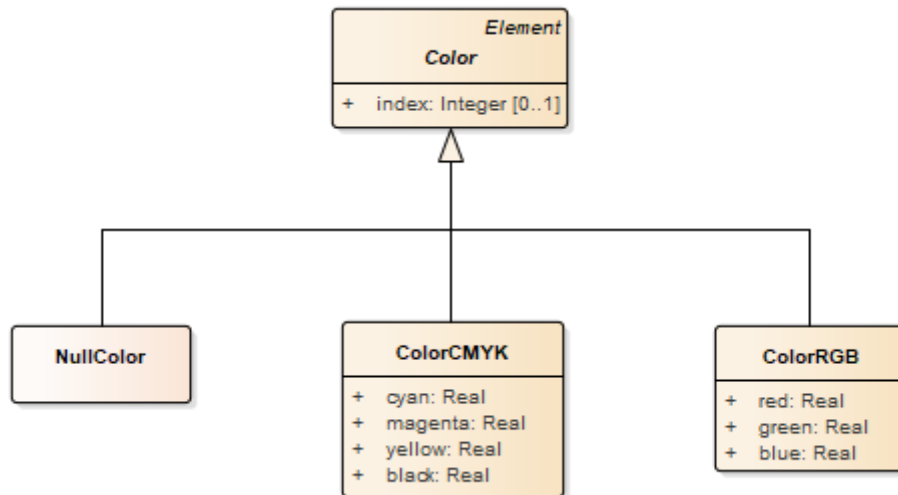 Element
Color
+ index: Integer [0..1]
NullColor
ColorCMYK
+ cyan: Real
+ magenta: Real
+ yellow: Real
+ black: Real
ColorRGB
+ red: Real
+ green: Real
+ blue: Real